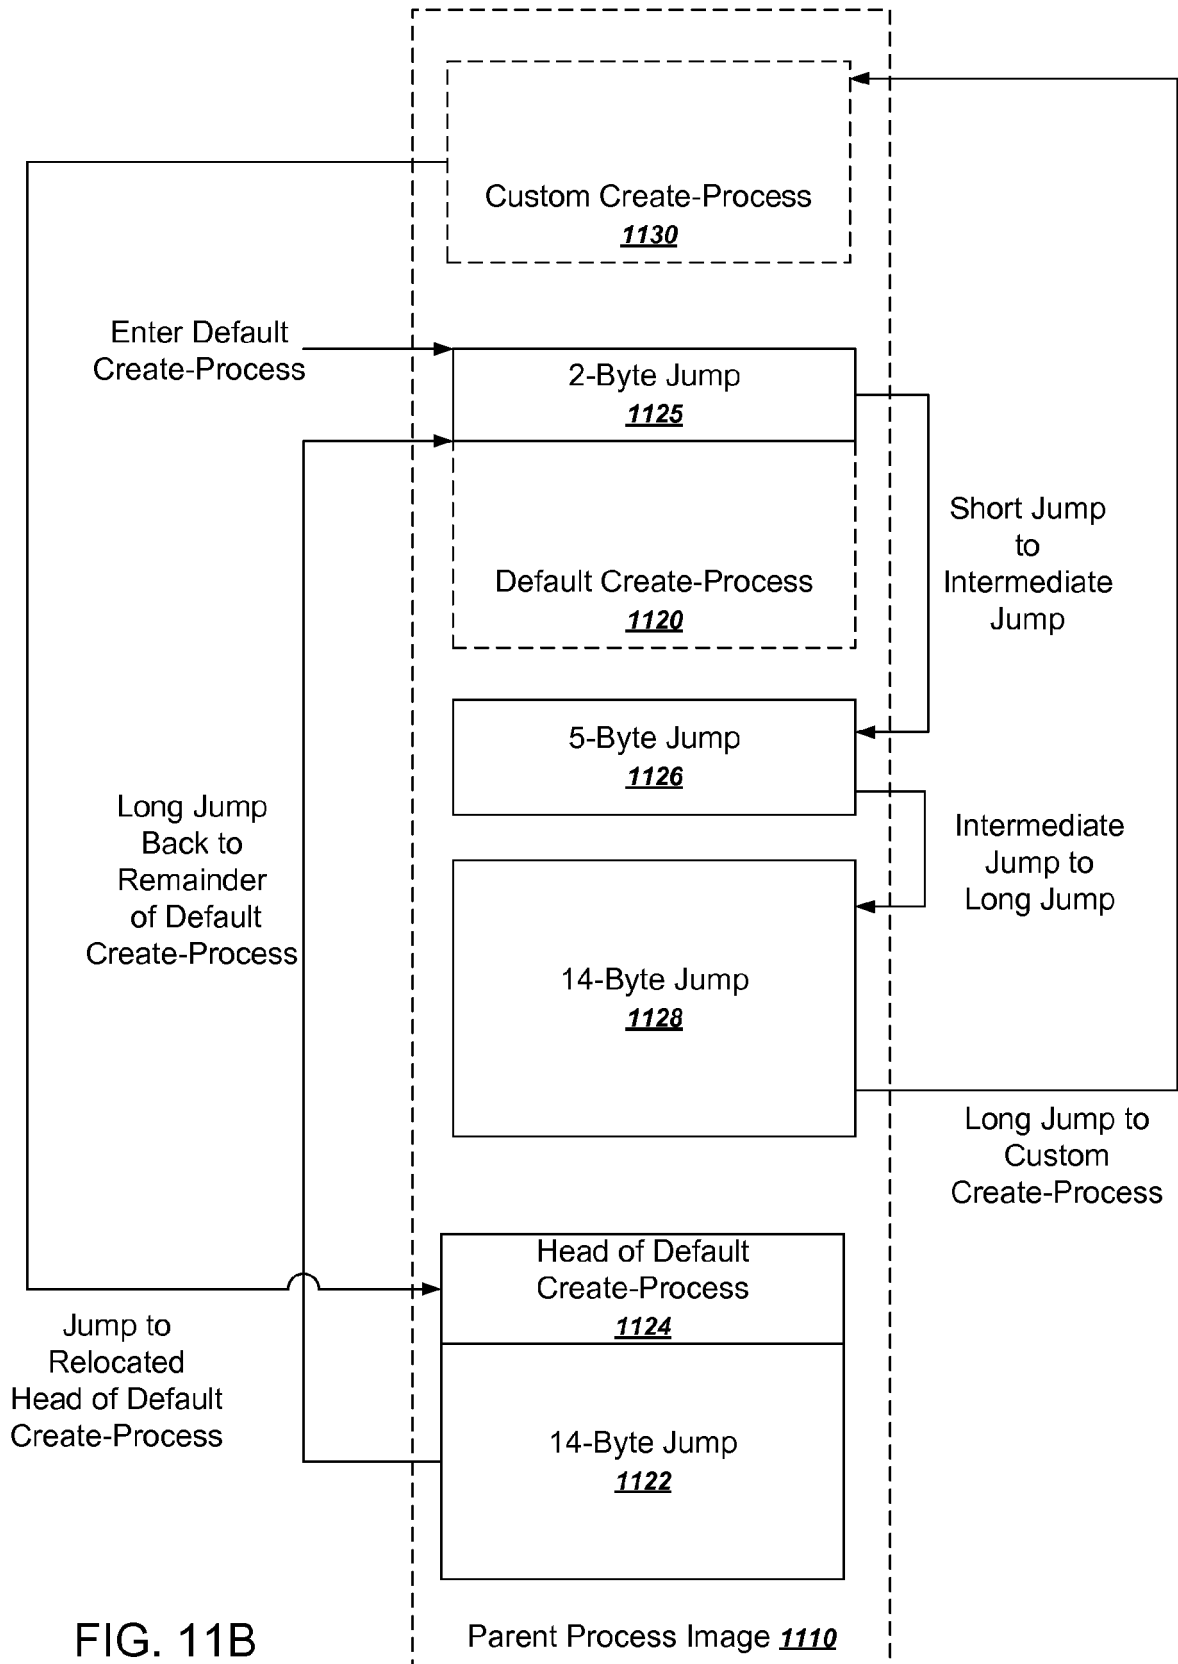 Custom Create-Process
1130
Enter Default
Create-Process
2-Byte Jump
1125
Short Jump
to
Intermediate
Jump
Default Create-Process
1120
5-Byte Jump
1126
Long Jump
Back to
Remainder
of Default
Create-Process
Intermediate
Jump to
Long Jump
14-Byte Jump
1128
Long Jump to
Custom
Create-Process
Head of Default
Create-Process
1124
Jump to
Relocated
Head of Default
Create-Process
14-Byte Jump
1122
FIG. 11B
Parent Process Image 1110